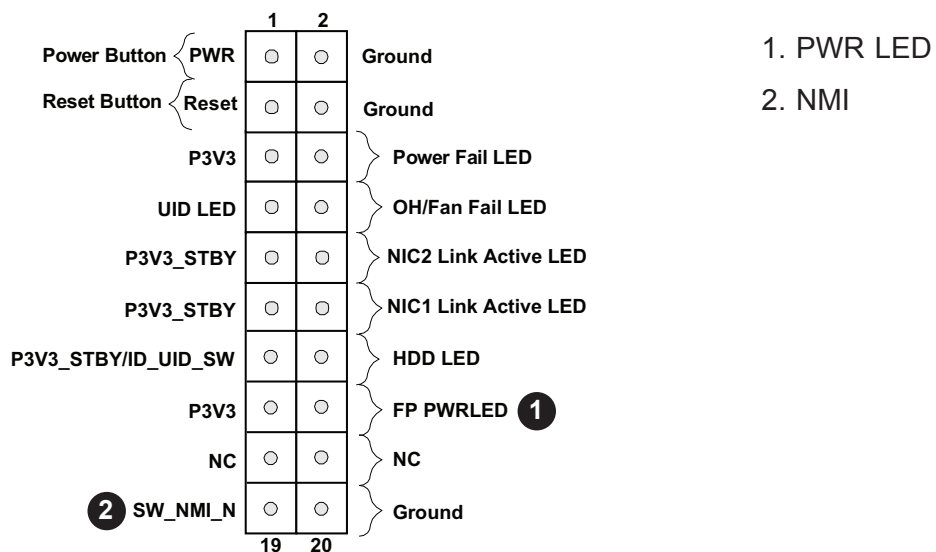 1 2
Power Button PWR Ground
1. PWR LED
Reset Button Reset Ground
2. NMI
P3V3 Power Fail LED
UID LED OH/Fan Fail LED
P3V3_STBY NIC2 Link Active LED
P3V3_STBY NIC1 Link Active LED
P3V3_STBY/ID_UID_SW HDD LED
P3V3 FP PWRLED 1
NC NC
2 SW_NMI_N Ground
19 20